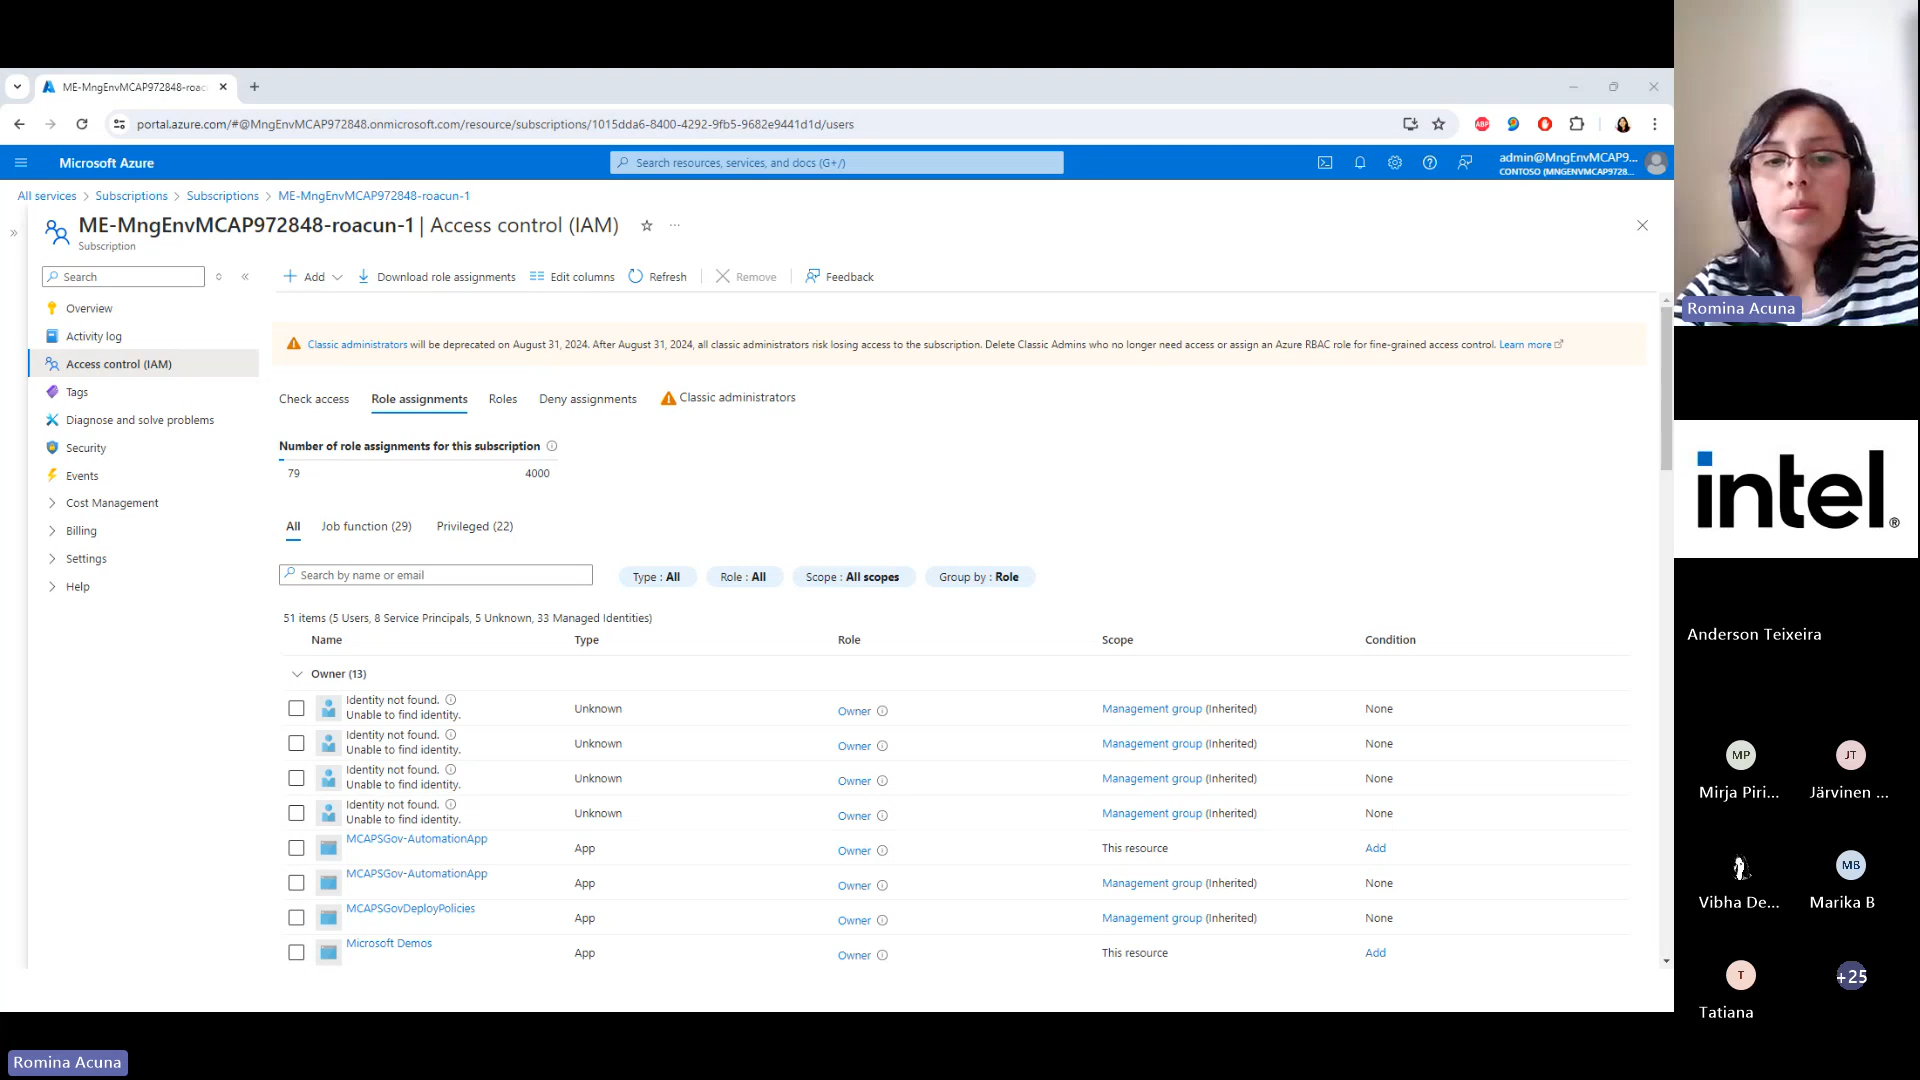 ME-MngEnvMCAP972848-roac
portal.azure.com/#@MngEnvMCAP972848.onmicrosoft.com/resource/subscriptions/1015dda6-8400-4292-9fb5-9682e9441d1d/users
ABP
Microsoft Azure
Search resources, services, and docs (G+/)
admin@MngEnvMCAP9...
CONTOSO (MNGENVMCAP9728...
All services > Subscriptions > Subscriptions > ME-MngEnvMCAP972848-roacun-1
ME-MngEnvMCAP972848-roacun-1 | Access control (IAM)
Subscription
Search
Overview
Activity log
Access control (IAM)
Tags
Diagnose and solve problems
Security
Events
Cost Management
Billing
Settings
Help
Add Download role assignments Edit columns Refresh Remove Feedback
Classic administrators will be deprecated on August 31, 2024. After August 31, 2024, all classic administrators risk losing access to the subscription. Delete Classic Admins who no longer need access or assign an Azure RBAC role for fine-grained access control. Learn more
Check access Role assignments Roles Deny assignments Classic administrators
Number of role assignments for this subscription
79 4000
All Job function (29) Privileged (22)
Search by name or email Type : All Role : All Scope : All scopes Group by : Role
51 items (5 Users, 8 Service Principals, 5 Unknown, 33 Managed Identities)
Name Type Role Scope Condition
Owner (13)
Identity not found.
Unable to find identity. Unknown Owner Management group (Inherited) None
Identity not found.
Unable to find identity. Unknown Owner Management group (Inherited) None
Identity not found.
Unable to find identity. Unknown Owner Management group (Inherited) None
Identity not found.
Unable to find identity. Unknown Owner Management group (Inherited) None
MCAPSGov-AutomationApp App Owner This resource Add
MCAPSGov-AutomationApp App Owner Management group (Inherited) None
MCAPSGovDeployPolicies App Owner Management group (Inherited) None
Microsoft Demos App Owner This resource Add
Romina Acuna
intel®
Anderson Teixeira
MP JT
Mirja Piri... Järvinen ...
MB
Vibha De... Marika B
T +25
Tatiana
Romina Acuna